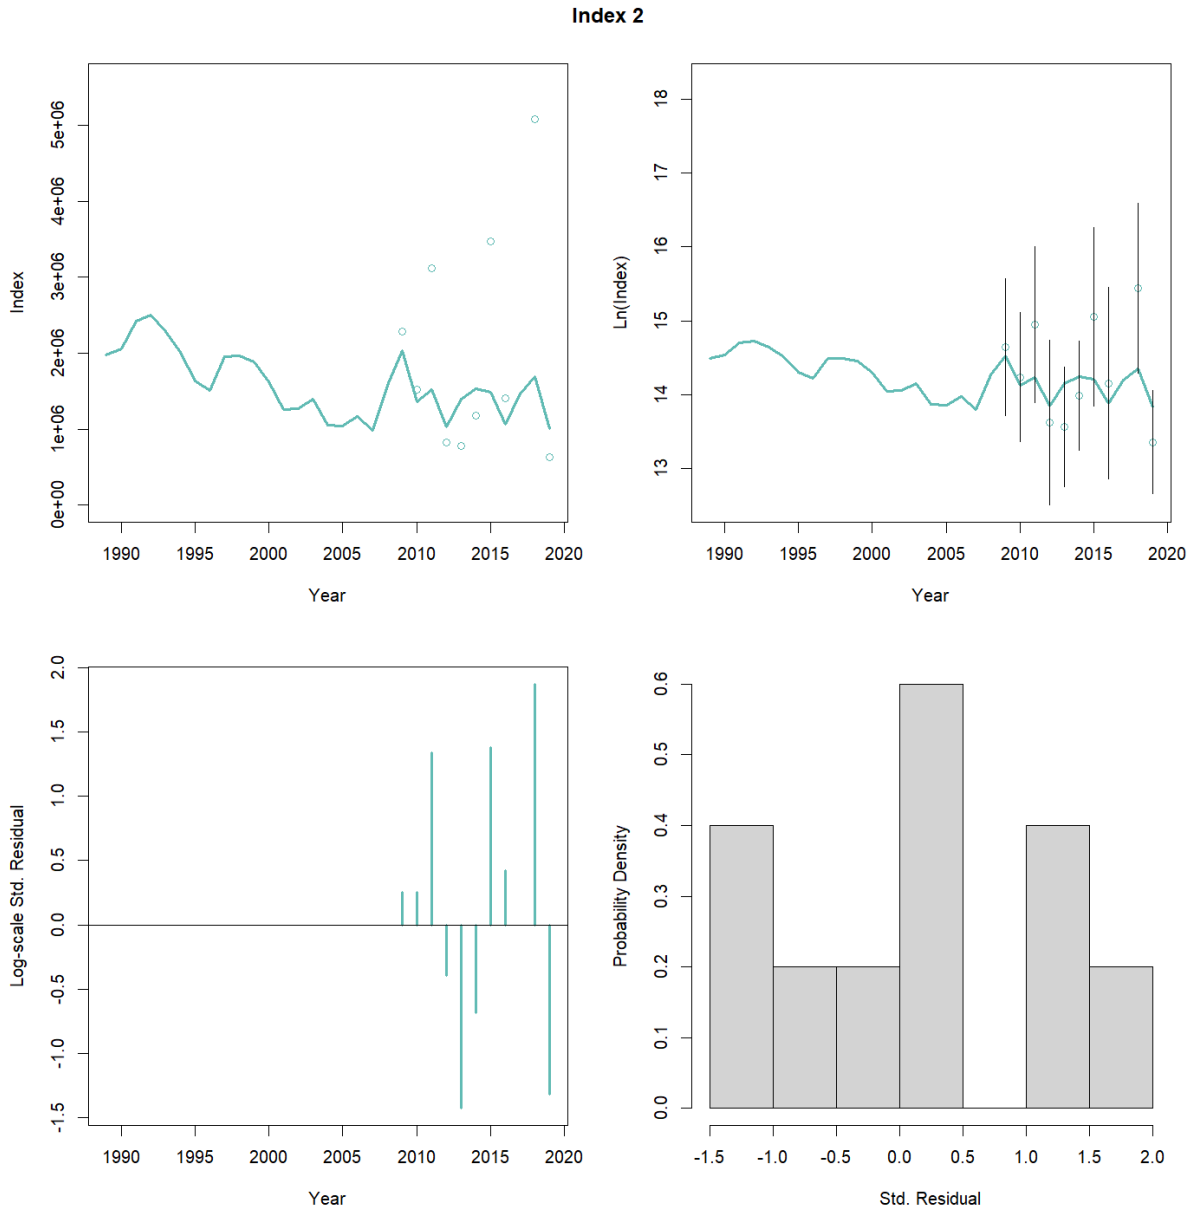 Index 2
Index
5e+06
4e+06
3e+06
2e+06
1e+06
0e+00
1990 1995 2000 2005 2010 2015 2020
Year
Ln(Index)
18
17
16
15
14
13
1990 1995 2000 2005 2010 2015 2020
Year
Log-scale Std. Residual
2.0
1.5
1.0
0.5
0.0
-0.5
-1.0
-1.5
1990 1995 2000 2005 2010 2015 2020
Year
Probability Density
0.6
0.5
0.4
0.3
0.2
0.1
0.0
-1.5 -1.0 -0.5 0.0 0.5 1.0 1.5 2.0
Std. Residual